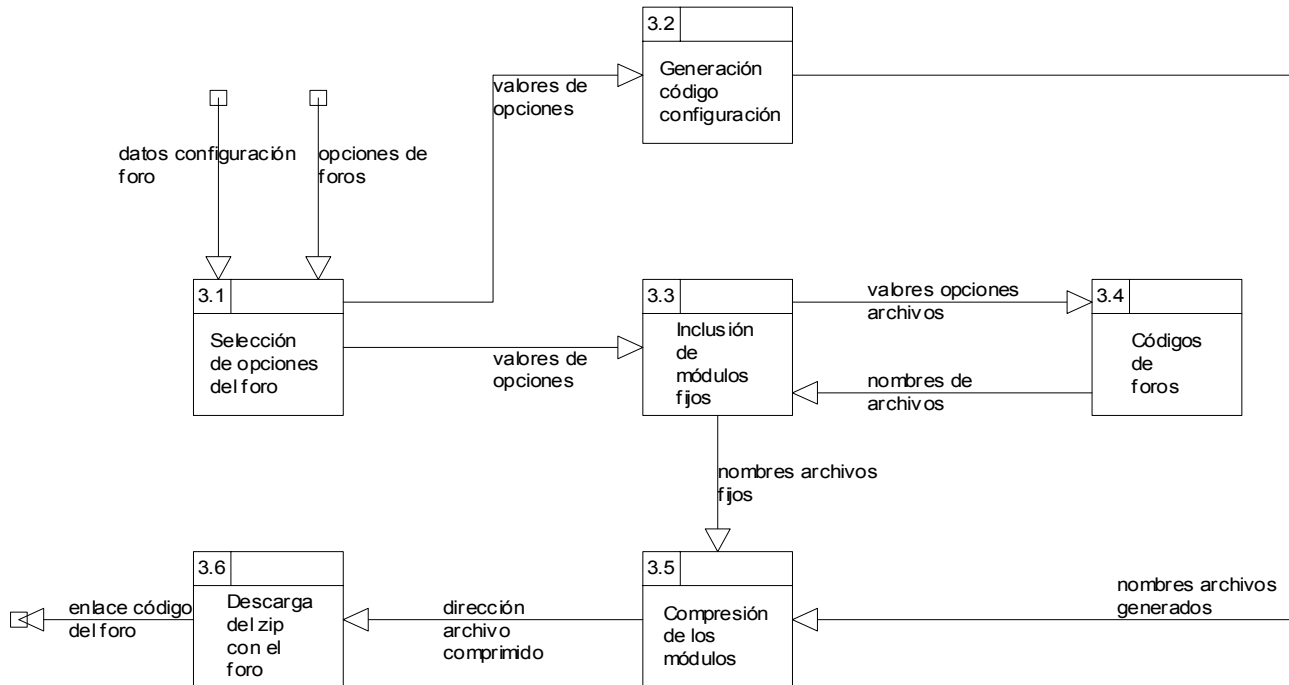 3.2
Generación
código
configuración
valores de
opciones
datos configuración
foro
opciones de
foros
3.1
Selección
de opciones
del foro
valores de
opciones
3.3
Inclusión
de
módulos
fijos
valores opciones
archivos
nombres de
archivos
3.4
Códigos
de
foros
nombres archivos
fijos
3.6
Descarga
del zip
con el
foro
enlace código
del foro
dirección
archivo
comprimido
3.5
Compresión
de los
módulos
nombres archivos
generados